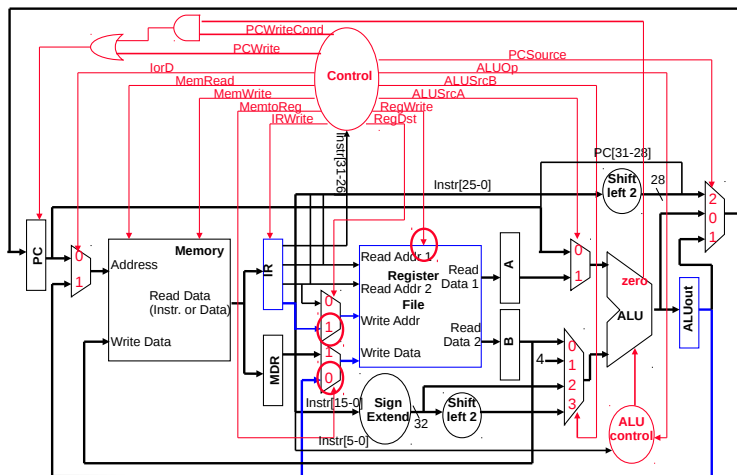 PCWriteCond
PCWrite
PCSource
IorD
Control
ALUOp
MemRead
ALUSrcB
MemWrite
ALUSrcA
MemtoReg
RegWrite
IRWrite
RegDst
Instr[31-26]
PC[31-28]
Instr[25-0]
Shift
left 2
28
2
0
1
PC
0
1
Memory
Address
Read Data
(Instr. or Data)
Write Data
IR
MDR
Read Addr 1
Register
Read Addr 2
File
Read
Data 1
Write Addr
Read
Data 2
Write Data
0
1
1
0
A
B
0
1
4
0
1
2
3
zero
ALU
ALUout
Instr[15-0]
Sign
Extend
32
Shift
left 2
Instr[5-0]
ALU
control